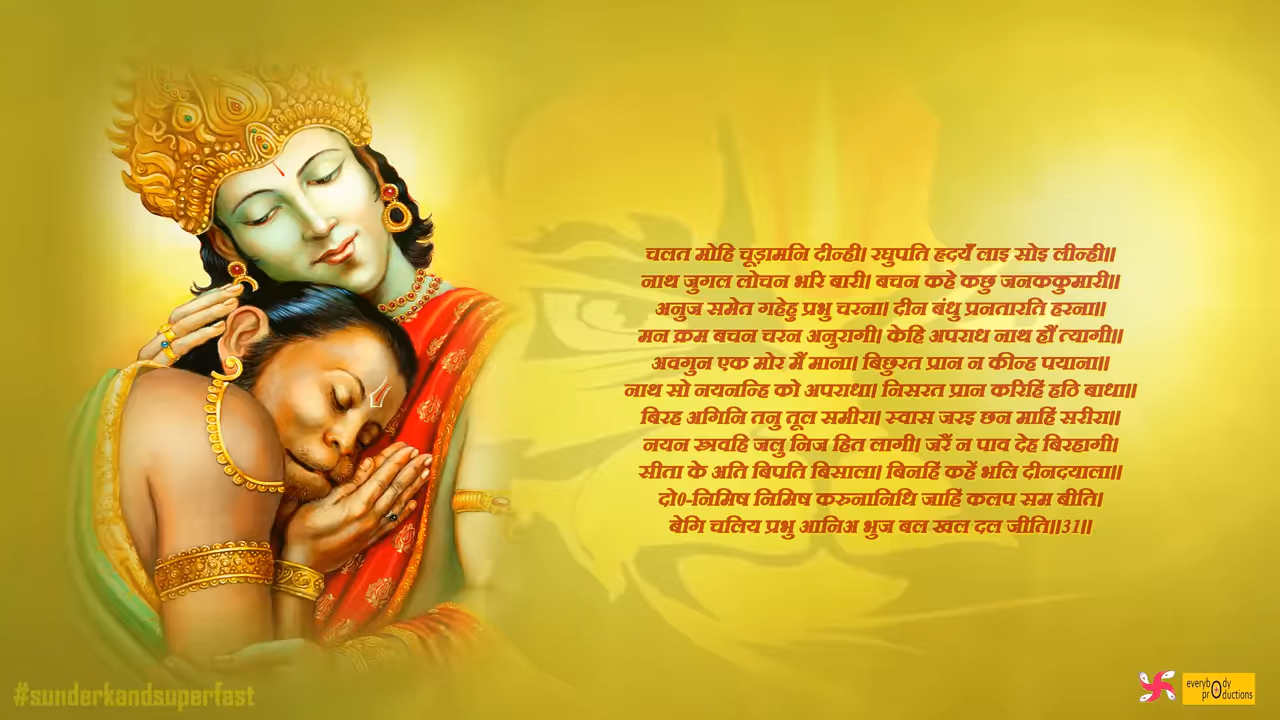 चलत मोहि चूड़ामनि दीन्ही। रघुपति हृदयँ लाइ सोइ लीन्ही॥
नाथ जुगल लोचन भरि बारी। बचन कहे कछु जनककुमारी॥
अनुज समेत गहेहु प्रभु चरना। दीन बंधु प्रनतारति हरना॥
मन क्रम बचन चरन अनुरागी। केहि अपराध नाथ हौं त्यागी॥
अवगुन एक मोर मैं माना। बिछुरत प्रान न कीन्ह पयाना॥
नाथ सो नयनन्हि को अपराधा। निसरत प्रान करिहिं हठि बाधा॥
बिरह अगिनि तनु तूल समीरा। स्वास जरइ छन माहिं सरीरा॥
नयन स्त्रवहि जलु निज हित लागी। जरैं न पाव देह बिरहागी।
सीता के अति बिपति बिसाला। बिनहिं कहें भलि दीनदयाला॥
दो0-निमिष निमिष करुनानिधि जाहिं कलप सम बीति।
बेगि चलिय प्रभु आनिअ भुज बल खल दल जीति॥31॥
#sunderkandsuperfast
everybody
productions